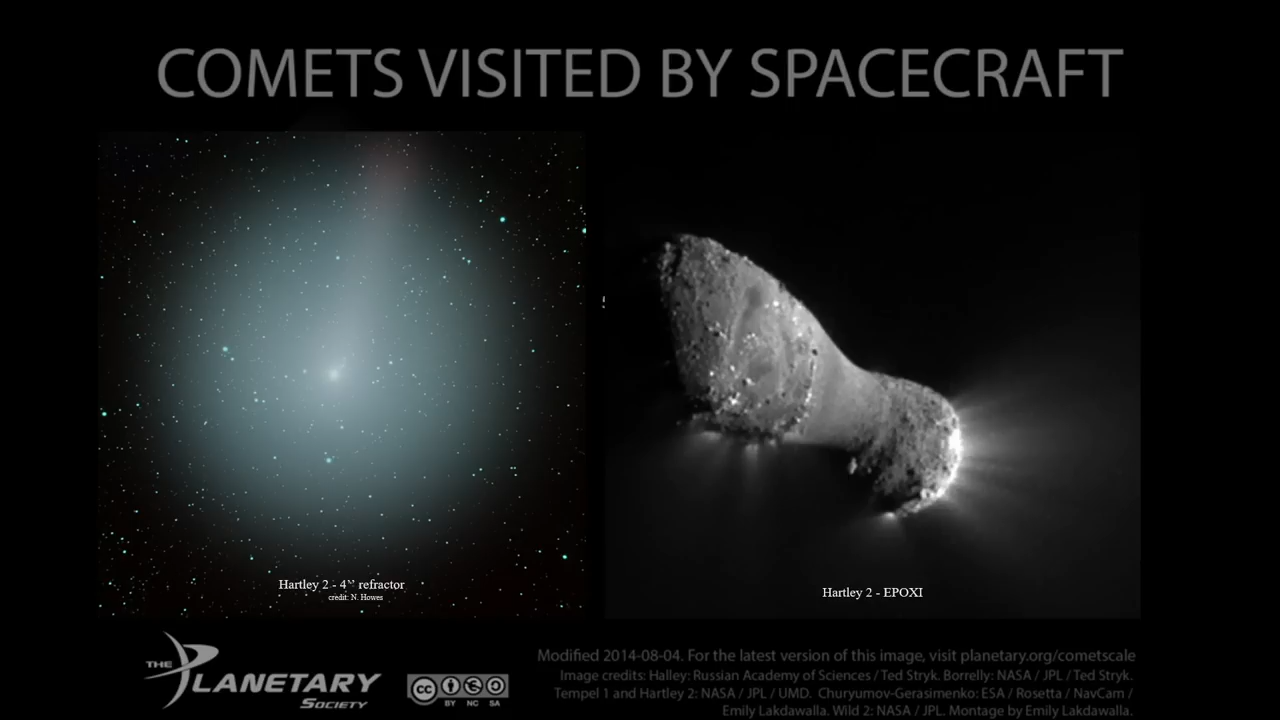 COMETS VISITED BY SPACECRAFT
Hartley 2 - 4`` refractor
credit: N. Howes
Hartley 2 - EPOXI
THE PLANETARY SOCIETY
cc BY NC SA
Modified 2014-08-04. For the latest version of this image, visit planetary.org/cometscale
Image credits: Halley: Russian Academy of Sciences / Ted Stryk. Borrelly: NASA / JPL / Ted Stryk.
Tempel 1 and Hartley 2: NASA / JPL / UMD. Churyumov-Gerasimenko: ESA / Rosetta / NavCam /
Emily Lakdawalla. Wild 2: NASA / JPL. Montage by Emily Lakdawalla.